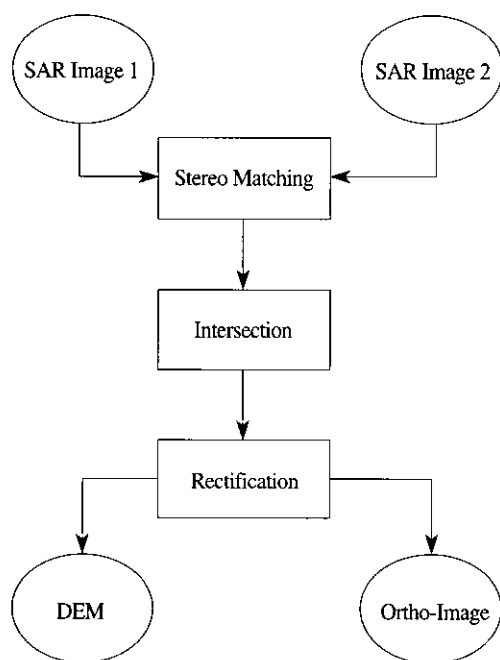 SAR Image 1
SAR Image 2
Stereo Matching
Intersection
Rectification
DEM
Ortho-Image